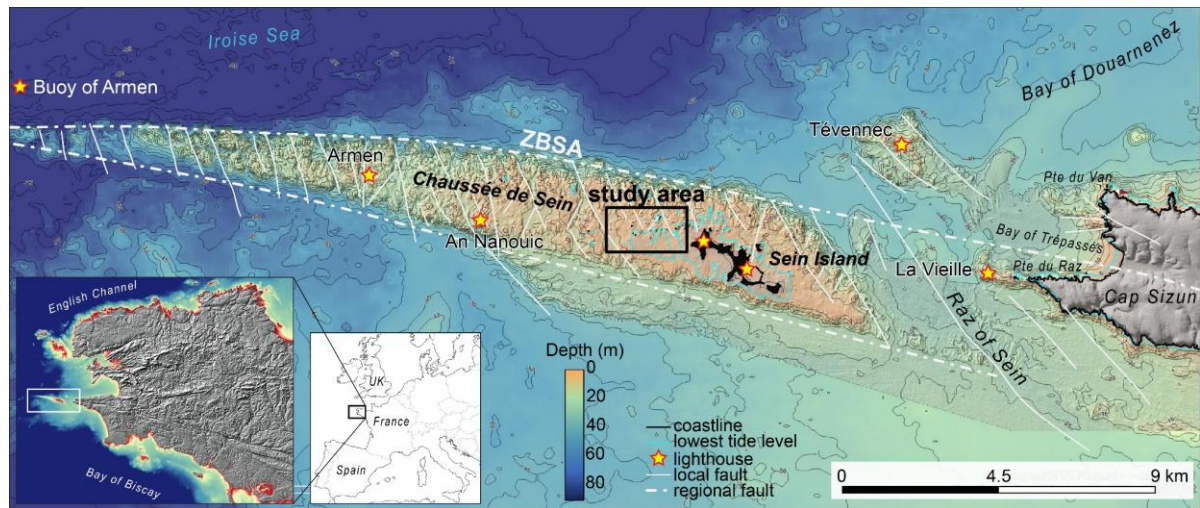 Iroise Sea
Buoy of Armen
Bay of Douarnenez
Tévennec
ZBSA
Armen
Chaussée de Sein
study area
Pte du Van
An Nanouic
Sein Island
Bay of Trépassés
La Vieille
Pte du Raz
Cap Sizun
Raz of Sein
English Channel
Bay of Biscay
UK
France
Spain
Depth (m)
0
20
40
60
80
coastline
lowest tide level
lighthouse
local fault
regional fault
0 4.5 9 km